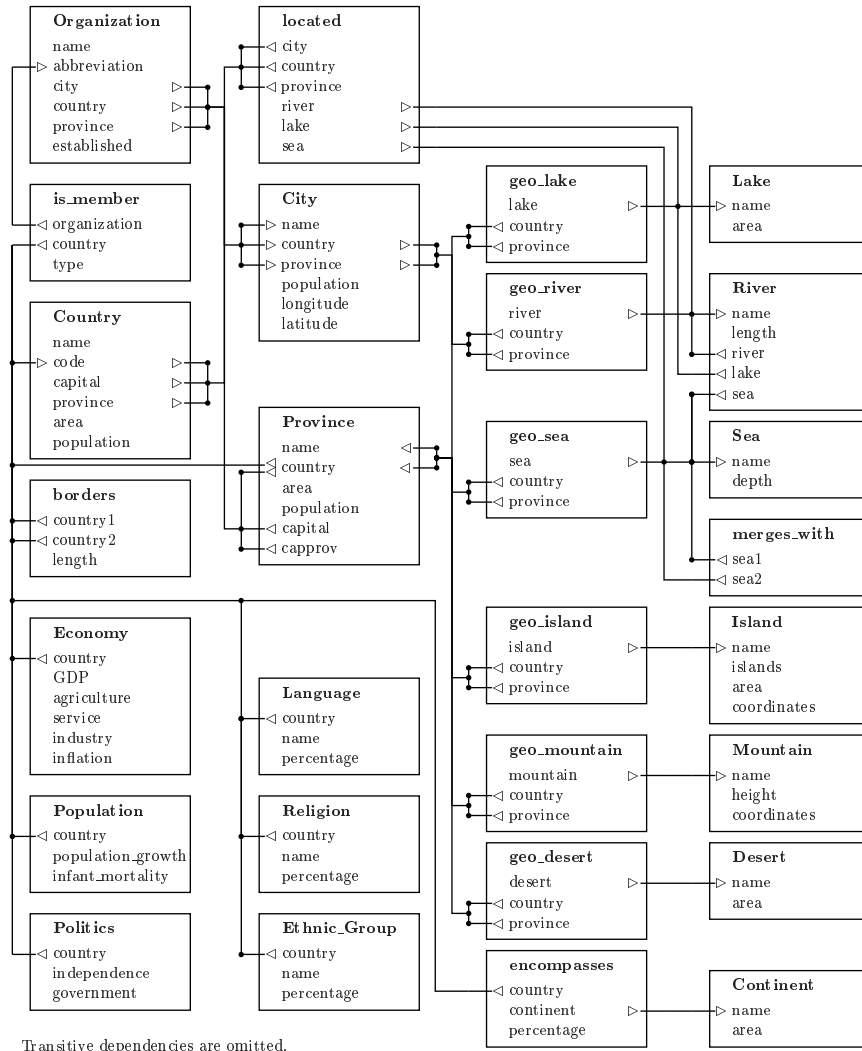 Organization
name
abbreviation
city
country
province
established
located
city
country
province
river
lake
sea
is_member
organization
country
type
City
name
country
province
population
longitude
latitude
geo_lake
lake
country
province
Lake
name
area
geo_river
river
country
province
River
name
length
river
lake
sea
Country
name
code
capital
province
area
population
Province
name
country
area
population
capital
capprov
geo_sea
sea
country
province
Sea
name
depth
borders
country1
country2
length
merges_with
sea1
sea2
Economy
country
GDP
agriculture
service
industry
inflation
geo_island
island
country
province
Island
name
islands
area
coordinates
Language
country
name
percentage
geo_mountain
mountain
country
province
Mountain
name
height
coordinates
Population
country
population_growth
infant_mortality
Religion
country
name
percentage
geo_desert
desert
country
province
Desert
name
area
Politics
country
independence
government
Ethnic_Group
country
name
percentage
encompasses
country
continent
percentage
Continent
name
area
Transitive dependencies are omitted.